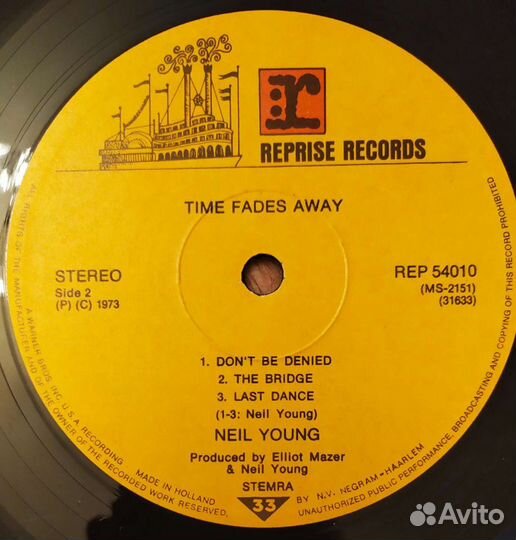 r
REPRISE RECORDS
TIME FADES AWAY
STEREO
Side 2
(P) (C) 1973
REP 54010
(MS-2151)
(31633)
1. DON'T BE DENIED
2. THE BRIDGE
3. LAST DANCE
(1-3: Neil Young)
NEIL YOUNG
Produced by Elliot Mazer
& Neil Young
STEMRA
33
A WARNER BROS. INC. U.S.A. RECORDING
ALL RIGHTS OF THE MANUFACTURER AND OF THE OWNER OF THE RECORDED WORK RESERVED.
MADE IN HOLLAND
BY N.V. NEGRAM-HAARLEM
UNAUTHORIZED PUBLIC PERFORMANCE, BROADCASTING AND COPYING OF THIS RECORD PROHIBITED
Avito